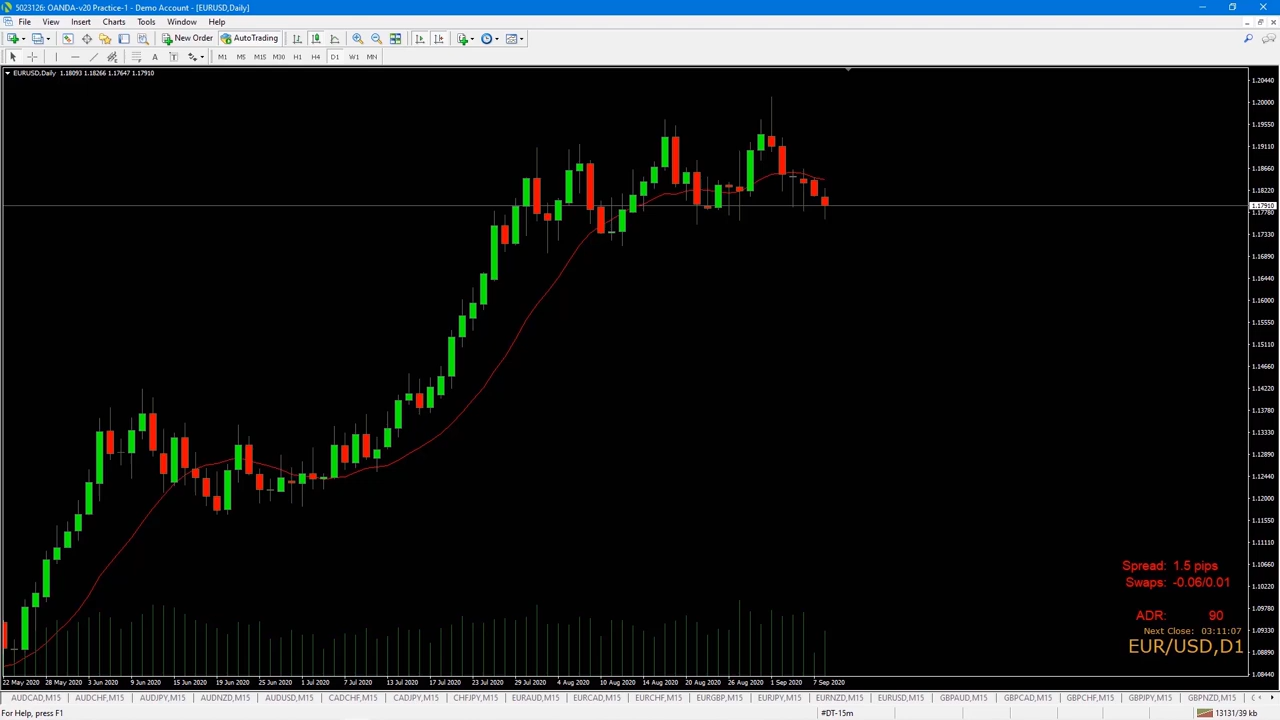 5023126: OANDA-v20 Practice-1 - Demo Account - [EURUSD,Daily]
File View Insert Charts Tools Window Help
New Order AutoTrading
A T M1 M5 M15 M30 H1 H4 D1 W1 MN
EURUSD,Daily 1.18093 1.18266 1.17647 1.17910
1.20440
1.20000
1.19550
1.19110
1.18660
1.18220
1.17910
1.17780
1.17330
1.16890
1.16440
1.16000
1.15550
1.15110
1.14660
1.14220
1.13780
1.13330
1.12890
1.12440
1.12000
1.11550
1.11110
1.10660
1.10220
1.09780
1.09330
1.08890
1.08440
Spread: 1.5 pips
Swaps: -0.06/0.01
ADR: 90
Next Close: 03:11:07
EUR/USD,D1
22 May 2020 28 May 2020 3 Jun 2020 9 Jun 2020 15 Jun 2020 19 Jun 2020 25 Jun 2020 1 Jul 2020 7 Jul 2020 13 Jul 2020 17 Jul 2020 23 Jul 2020 29 Jul 2020 4 Aug 2020 10 Aug 2020 14 Aug 2020 20 Aug 2020 26 Aug 2020 1 Sep 2020 7 Sep 2020
AUDCAD,M15 AUDCHF,M15 AUDJPY,M15 AUDNZD,M15 AUDUSD,M15 CADCHF,M15 CADJPY,M15 CHFJPY,M15 EURAUD,M15 EURCAD,M15 EURCHF,M15 EURGBP,M15 EURJPY,M15 EURNZD,M15 EURUSD,M15 GBPAUD,M15 GBPCAD,M15 GBPCHF,M15 GBPJPY,M15 GBPNZD,M15
For Help, press F1 #DT-15m 13131/39 kb